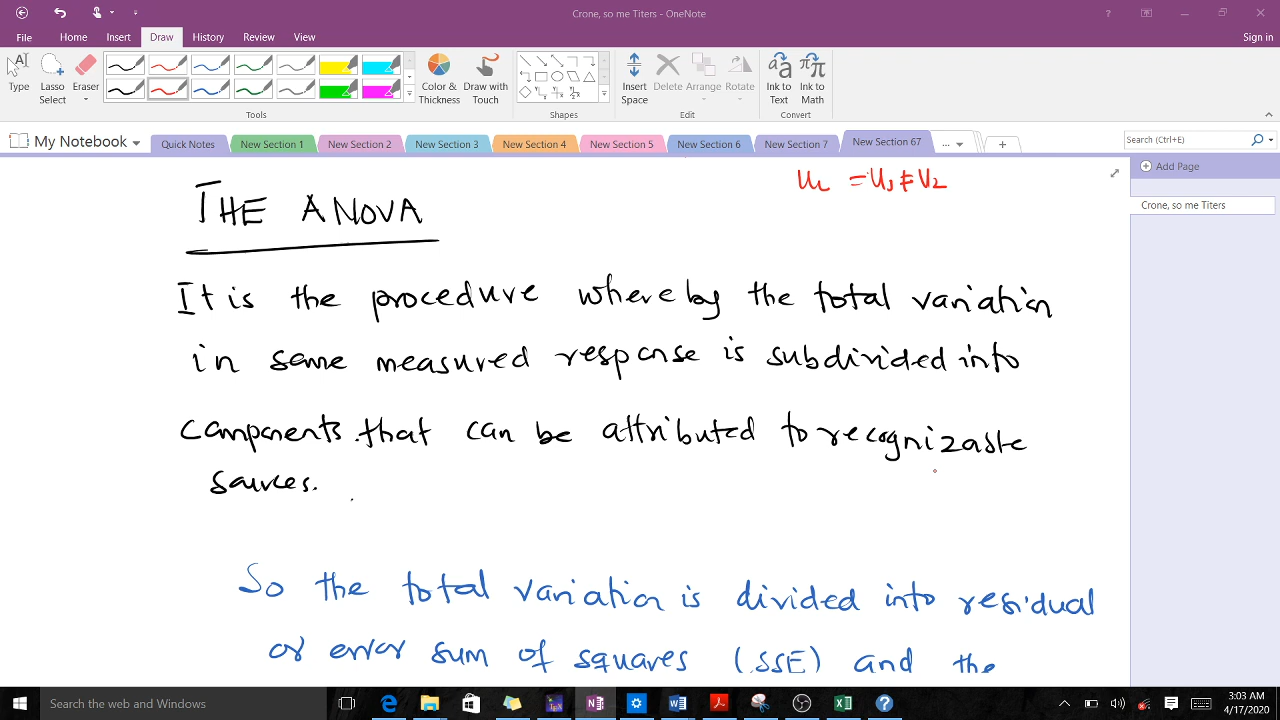 Crone, so me Titers - OneNote
File Home Insert Draw History Review View Sign in
Type Lasso Select Eraser Color & Thickness Draw with Touch Insert Space Delete Arrange Rotate Ink to Text Ink to Math
Tools Shapes Edit Convert
My Notebook Quick Notes New Section 1 New Section 2 New Section 3 New Section 4 New Section 5 New Section 6 New Section 7 New Section 67 ... Search (Ctrl+E)
Add Page
Crone, so me Titers
THE ANOVA
It is the procedure whereby the total variation
in some measured response is subdivided into
components that can be attributed to recognizable
sources.
So the total variation is divided into residual
or error sum of squares (SSE) and the
Search the web and Windows
3:03 AM
4/17/2020